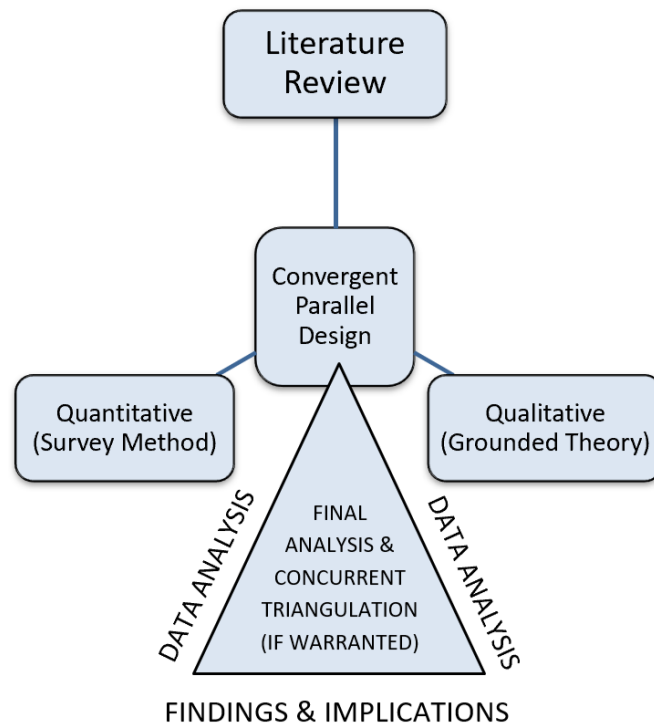 Literature
Review
Convergent
Parallel
Design
Quantitative
(Survey Method)
Qualitative
(Grounded Theory)
DATA ANALYSIS
FINAL
ANALYSIS &
CONCURRENT
TRIANGULATION
(IF WARRANTED)
DATA ANALYSIS
FINDINGS & IMPLICATIONS